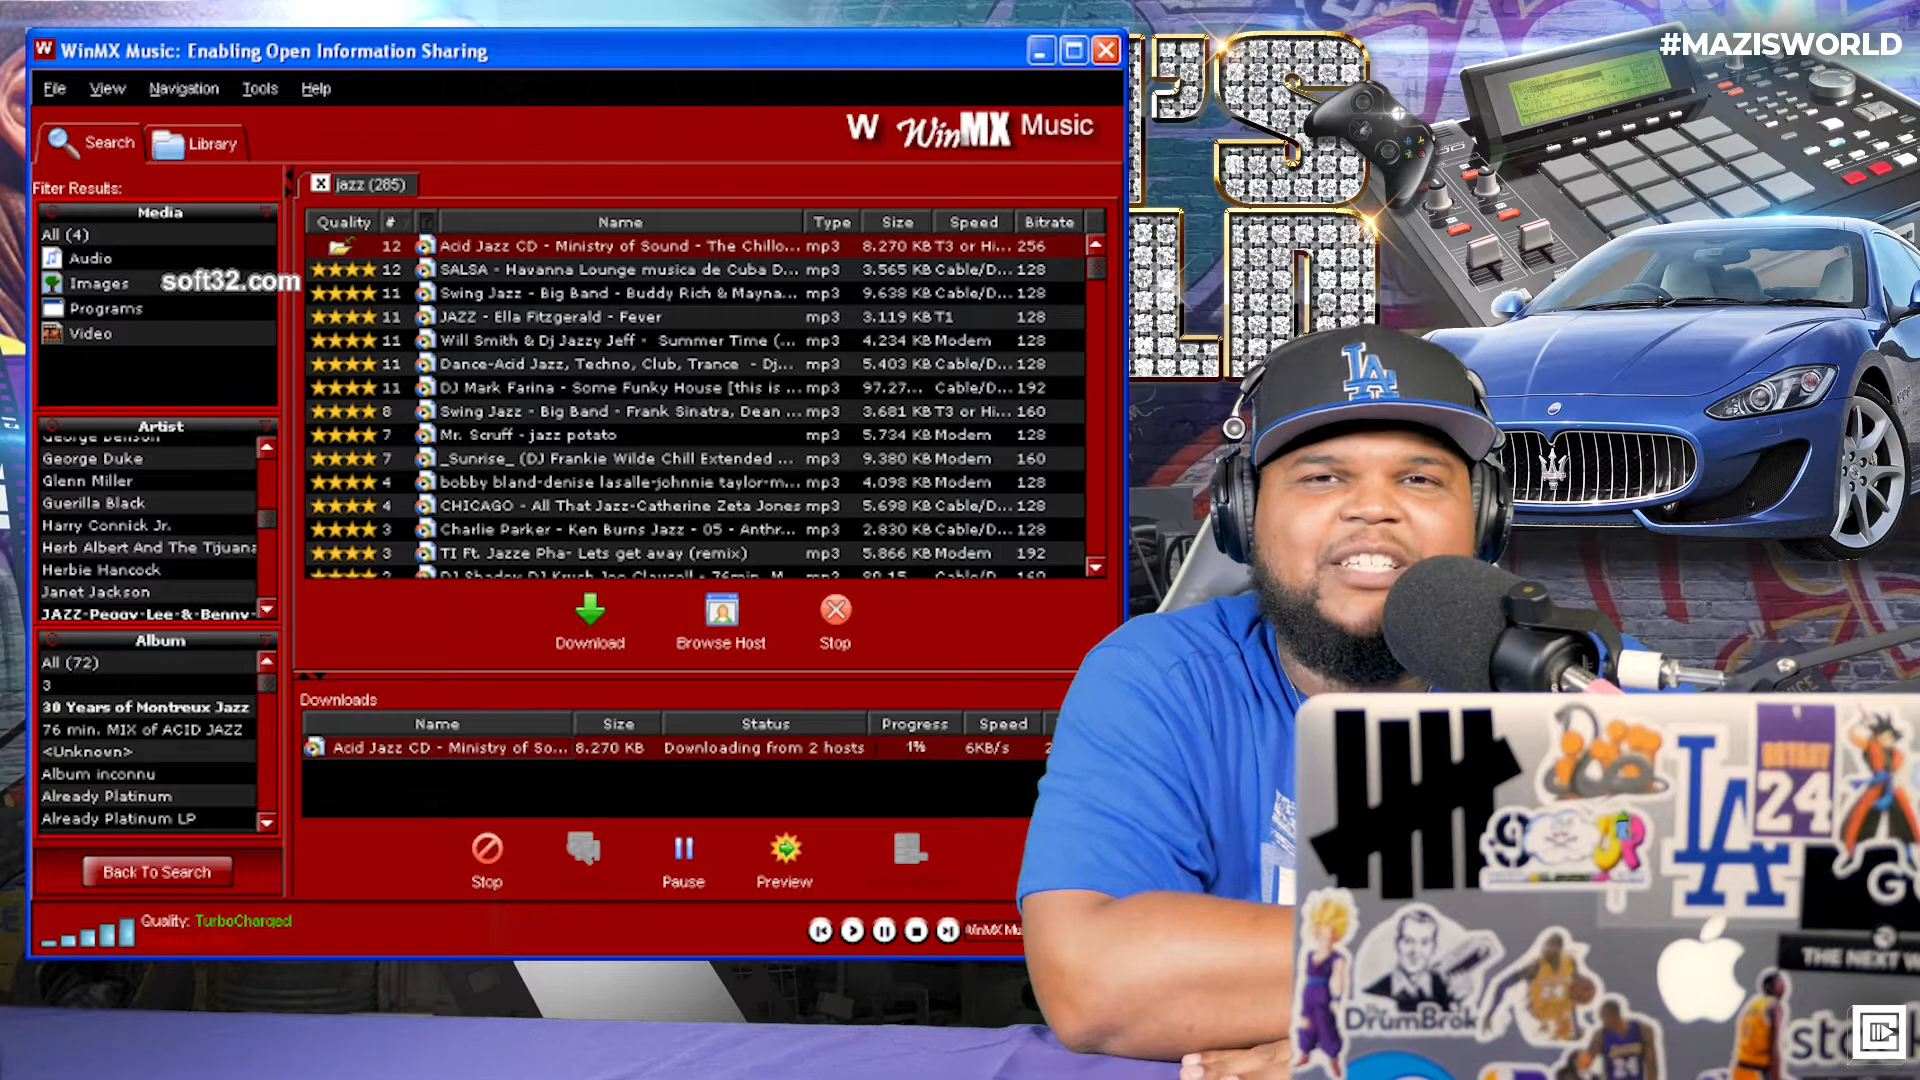 WinMX Music: Enabling Open Information Sharing
#MAZISWORLD
File View Navigation Tools Help
Search Library
W WinMX Music
Filter Results:
Media
All (4)
Audio
Images
soft32.com
Programs
Video
Artist
George Benson
George Duke
Glenn Miller
Guerilla Black
Harry Connick Jr.
Herb Albert And The Tijuana
Herbie Hancock
Janet Jackson
JAZZ-Peggy-Lee-&-Benny-
Album
All (72)
3
30 Years of Montreux Jazz
76 min. MIX of ACID JAZZ
<Unknown>
Album inconnu
Already Platinum
Already Platinum LP
Back To Search
Quality: TurboCharged
jazz (285)
Quality # Name Type Size Speed Bitrate
12 Acid Jazz CD - Ministry of Sound - The Chillo... mp3 8.270 KB T3 or Hi... 256
12 SALSA - Havanna Lounge musica de Cuba D... mp3 3.565 KB Cable/D... 128
11 Swing Jazz - Big Band - Buddy Rich & Mayna... mp3 9.638 KB Cable/D... 128
11 JAZZ - Ella Fitzgerald - Fever mp3 3.119 KB T1 128
11 Will Smith & Dj Jazzy Jeff - Summer Time (... mp3 4.234 KB Modem 128
11 Dance-Acid Jazz, Techno, Club, Trance - Dj... mp3 5.403 KB Cable/D... 128
11 DJ Mark Farina - Some Funky House [this is ... mp3 97.27... Cable/D... 192
8 Swing Jazz - Big Band - Frank Sinatra, Dean ... mp3 3.681 KB T3 or Hi... 160
7 Mr. Scruff - jazz potato mp3 5.734 KB Modem 128
7 _Sunrise_ (DJ Frankie Wilde Chill Extended ... mp3 9.380 KB Modem 160
4 bobby bland-denise lasalle-johnnie taylor-m... mp3 4.098 KB Modem 128
4 CHICAGO - All That Jazz-Catherine Zeta Jones mp3 5.698 KB Cable/D... 128
3 Charlie Parker - Ken Burns Jazz - 05 - Anthr... mp3 2.830 KB Cable/D... 128
3 TI Ft. Jazze Pha- Lets get away (remix) mp3 5.866 KB Modem 192
Download Browse Host Stop
Downloads
Name Size Status Progress Speed
Acid Jazz CD - Ministry of So... 8.270 KB Downloading from 2 hosts 1% 6KB/s 2
Stop Pause Preview
WinMX Mu
'S
LD
LA
BRYANT
24
LA
THE NEXT
DrumBrok
24
24